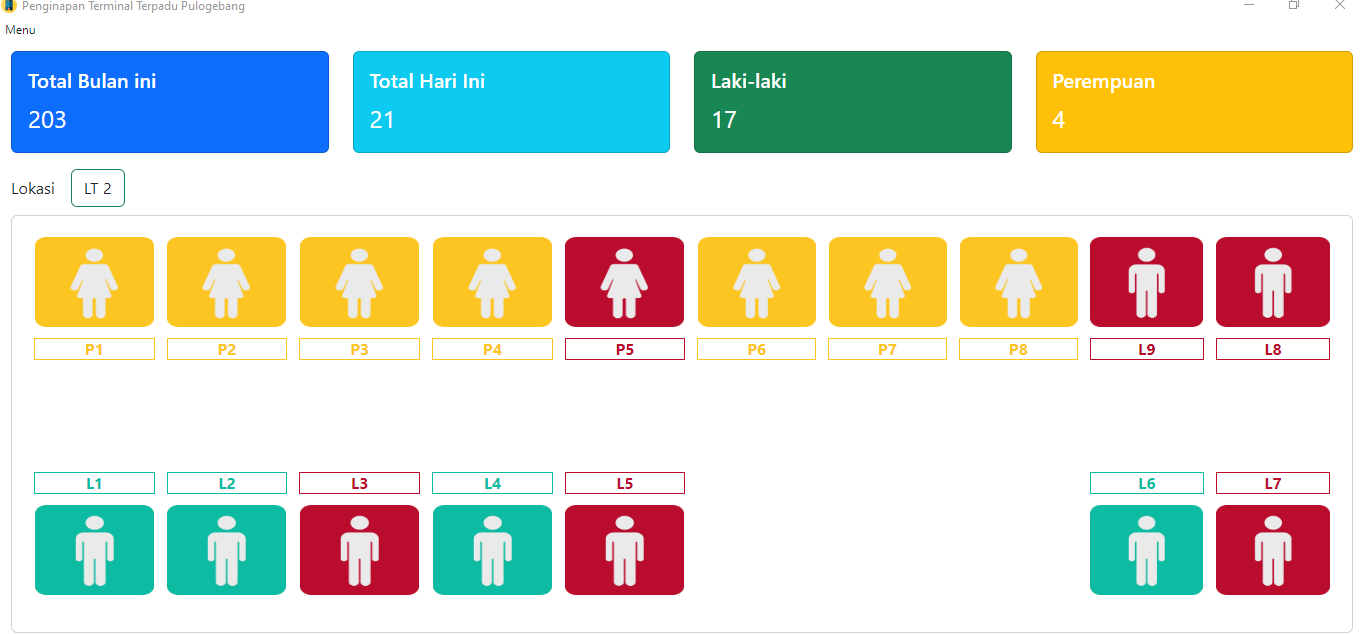 Penginapan Terminal Terpadu Pulogebang
Menu
Total Bulan ini
203
Total Hari Ini
21
Laki-laki
17
Perempuan
4
Lokasi LT 2
P1 P2 P3 P4 P5 P6 P7 P8 L9 L8
L1 L2 L3 L4 L5 L6 L7